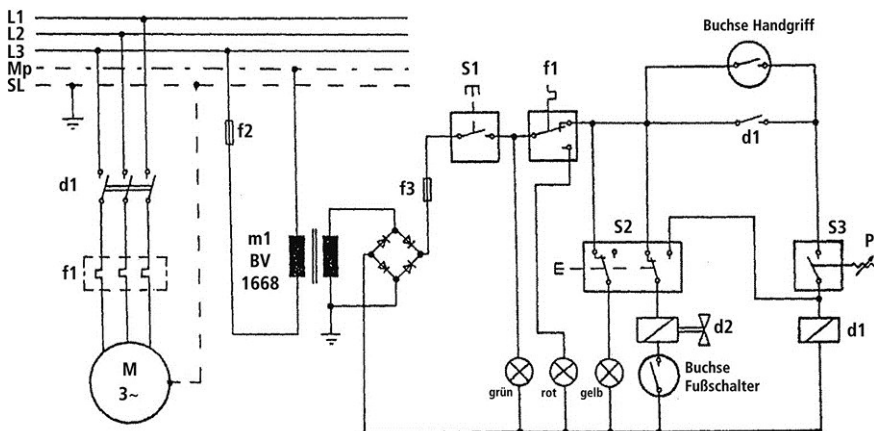 L1
L2
L3
Mp
SL
Buchse Handgriff
S1
f1
d1
f2
f3
d1
m1
BV
1668
S2
S3
P
f1
d2
d1
M
3~
grün
rot
gelb
Buchse
Fußschalter